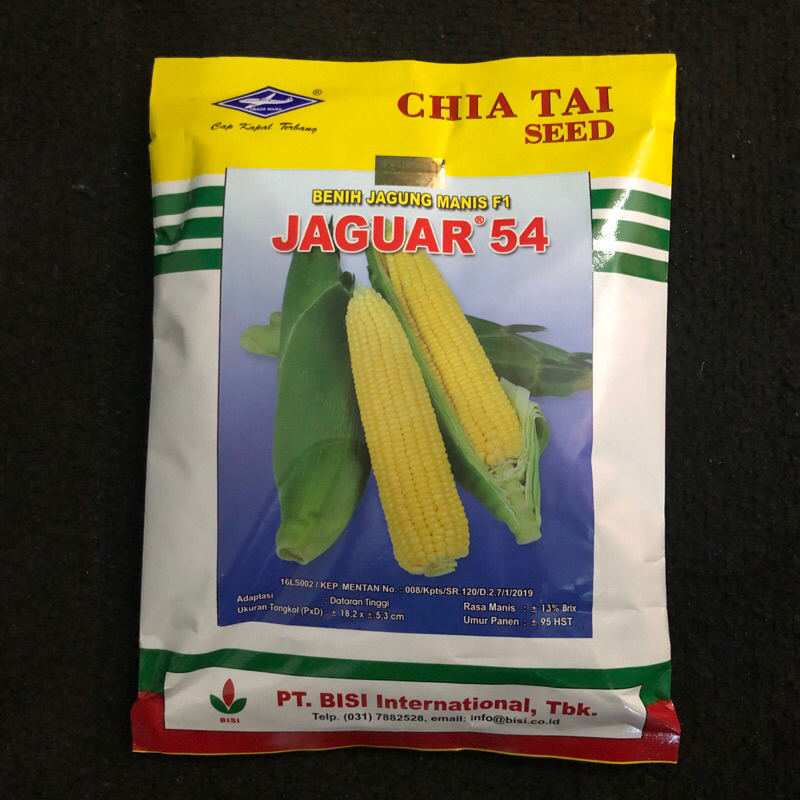 TRADE MARK
®
Cap Kapal Terbang
CHIA TAI
SEED
BENIH JAGUNG MANIS F1
JAGUAR® 54
16LS002 / KEP. MENTAN No. : 008/Kpts/SR.120/D.2.7/1/2019
Adaptasi : Dataran Tinggi
Ukuran Tongkol (PxD) : ± 18,2 x ± 5,3 cm
Rasa Manis : ± 13% Brix
Umur Panen : ± 95 HST
BISI
PT. BISI International, Tbk.
Telp. (031) 7882528, email: info@bisi.co.id